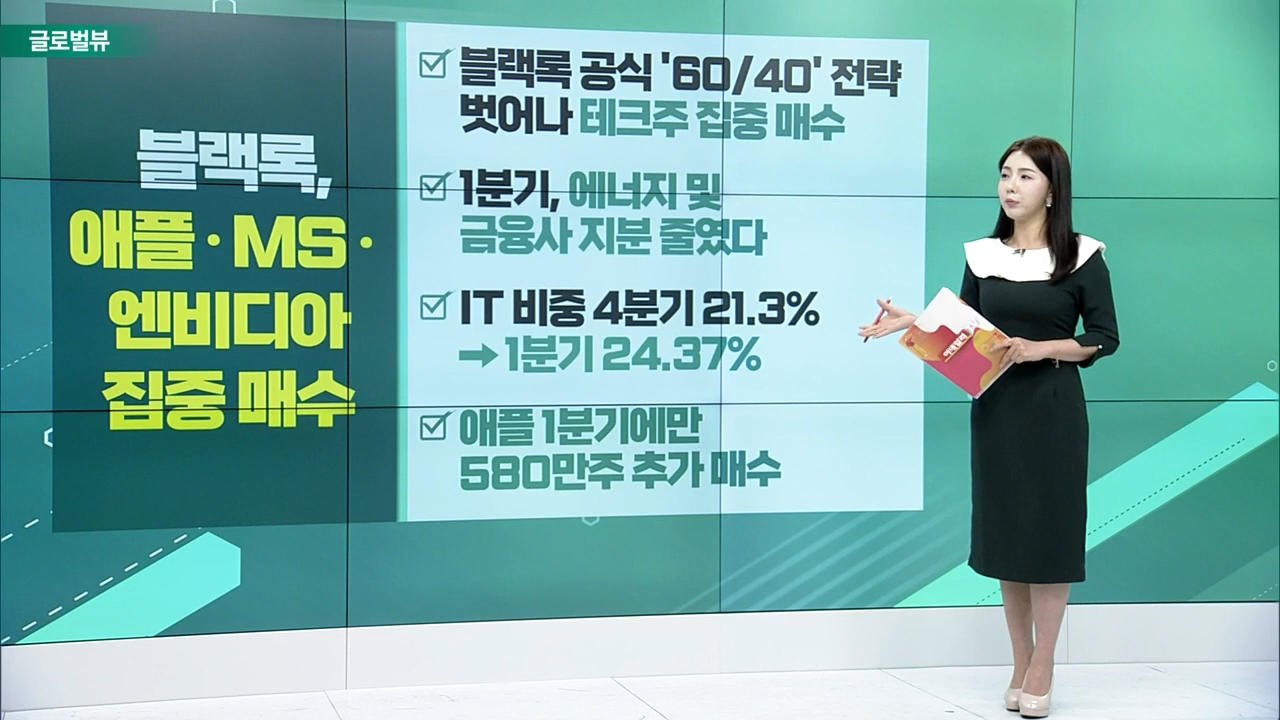 글로벌뷰
블랙록,
애플·MS·
엔비디아
집중 매수
블랙록 공식 '60/40' 전략
벗어나 테크주 집중 매수
1분기, 에너지 및
금융사 지분 줄였다
IT 비중 4분기 21.3%
→ 1분기 24.37%
애플 1분기에만
580만주 추가 매수